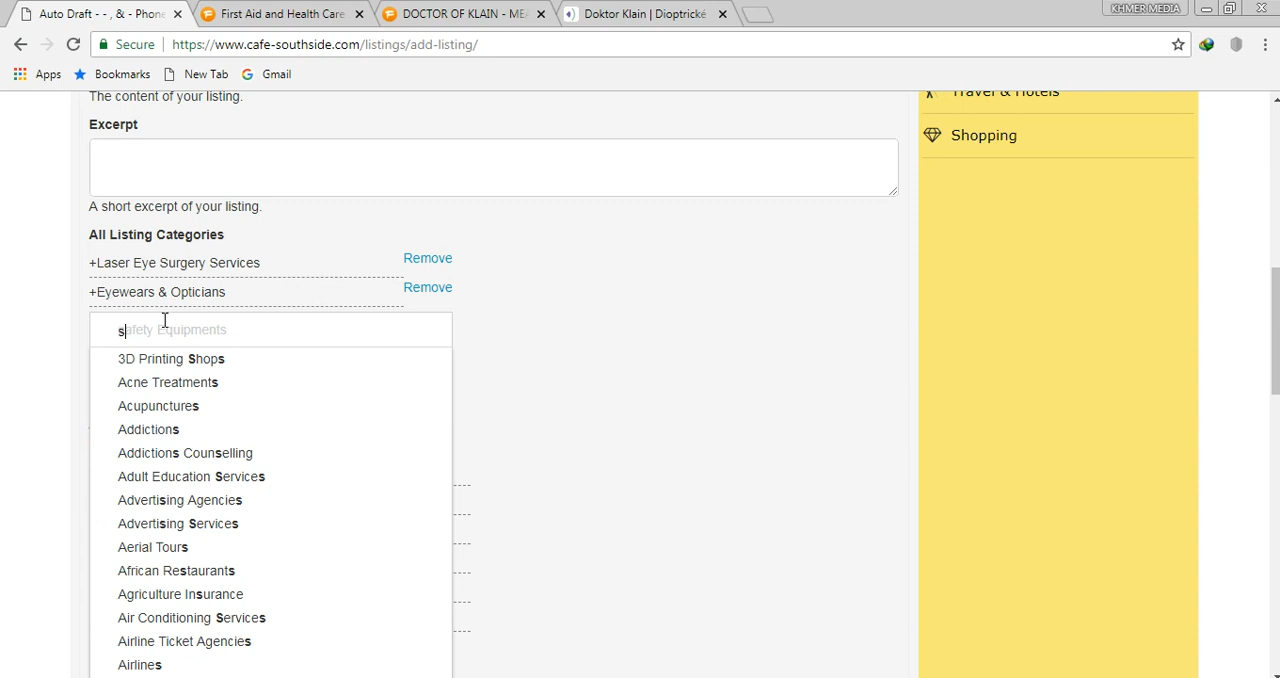 Auto Draft - - , & - Phone
First Aid and Health Care
DOCTOR OF KLAIN - MEA
Doktor Klain | Dioptrické
KHMER MEDIA
Secure
https://www.cafe-southside.com/listings/add-listing/
Apps
Bookmarks
New Tab
Gmail
The content of your listing.
Excerpt
A short excerpt of your listing.
All Listing Categories
+Laser Eye Surgery Services
Remove
+Eyewears & Opticians
Remove
safety Equipments
3D Printing Shops
Acne Treatments
Acupunctures
Addictions
Addictions Counselling
Adult Education Services
Advertising Agencies
Advertising Services
Aerial Tours
African Restaurants
Agriculture Insurance
Air Conditioning Services
Airline Ticket Agencies
Airlines
Travel & Hotels
Shopping